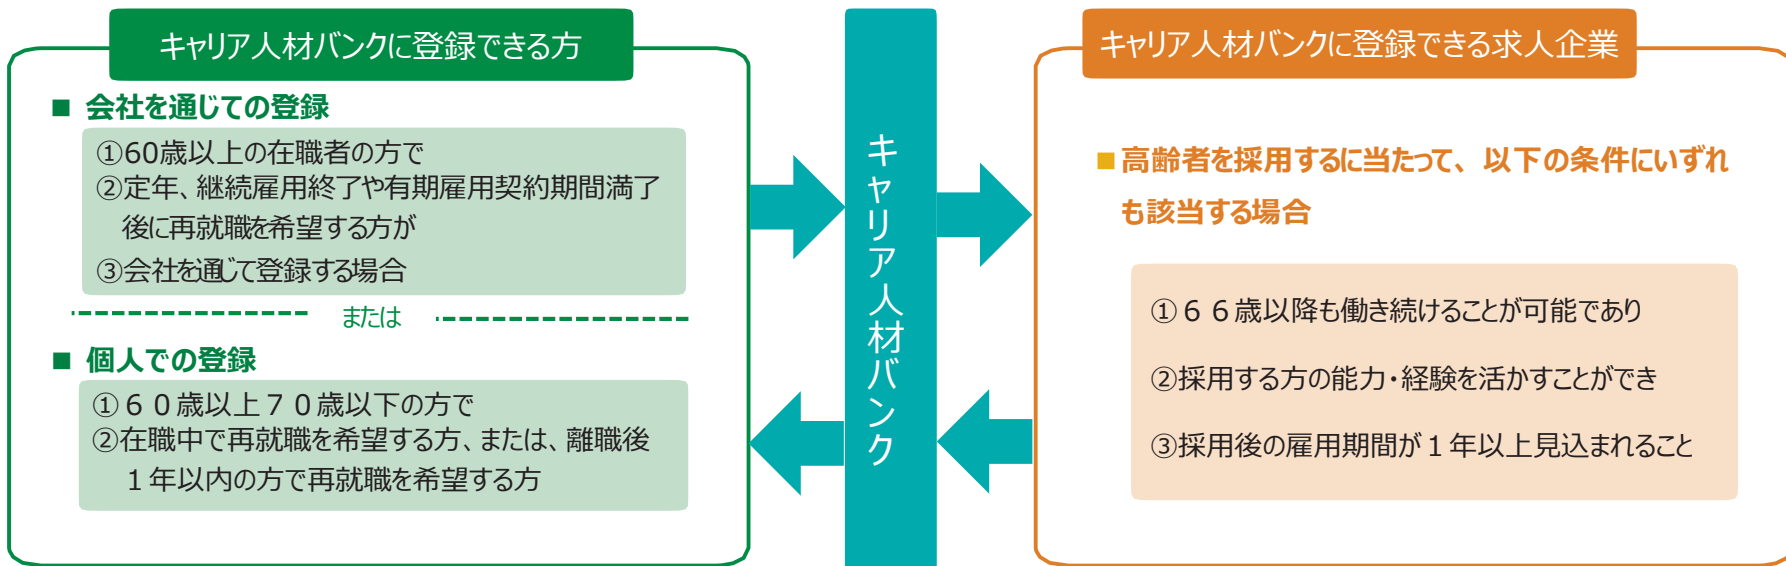 キャリア人材バンクに登録できる方
■ 会社を通じての登録
①60歳以上の在職者の方で
②定年、継続雇用終了や有期雇用契約期間満了
後に再就職を希望する方が
③会社を通じて登録する場合
または
■ 個人での登録
①６０歳以上７０歳以下の方で
②在職中で再就職を希望する方、または、離職後
１年以内の方で再就職を希望する方
キャリア人材バンク
キャリア人材バンクに登録できる求人企業
■高齢者を採用するに当たって、以下の条件にいずれ
も該当する場合
①６６歳以降も働き続けることが可能であり
②採用する方の能力・経験を活かすことができ
③採用後の雇用期間が１年以上見込まれること